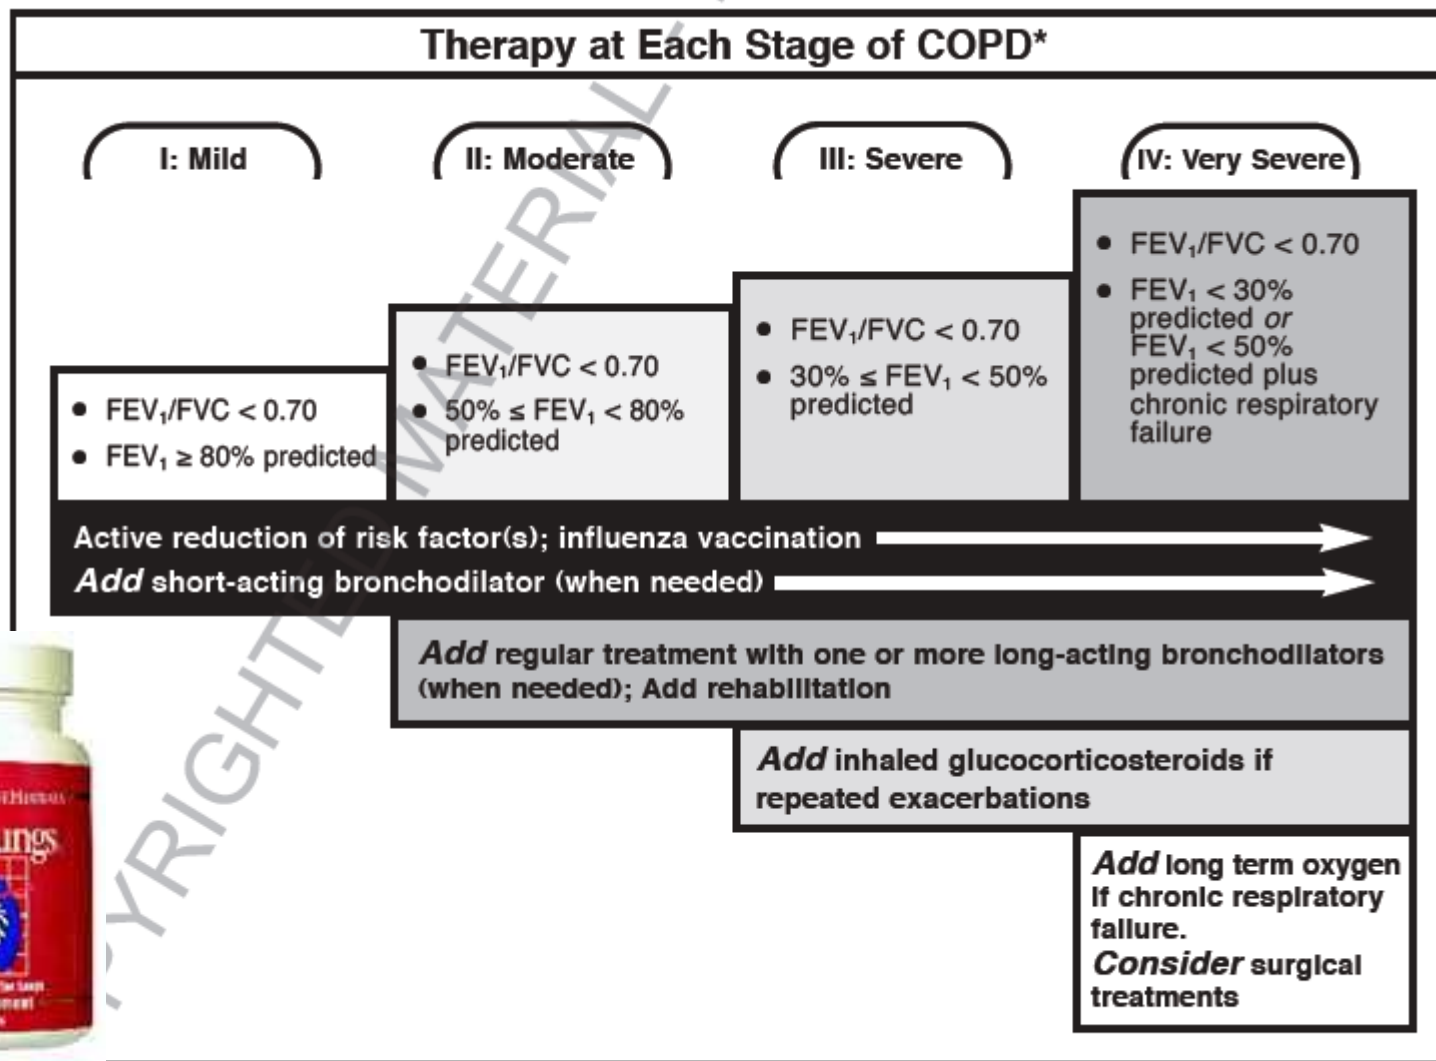 Therapy at Each Stage of COPD*
I: Mild
II: Moderate
III: Severe
IV: Very Severe
• FEV₁/FVC < 0.70
• FEV₁ ≥ 80% predicted
• FEV₁/FVC < 0.70
• 50% ≤ FEV₁ < 80%
predicted
• FEV₁/FVC < 0.70
• 30% ≤ FEV₁ < 50%
predicted
• FEV₁/FVC < 0.70
• FEV₁ < 30%
predicted or
FEV₁ < 50%
predicted plus
chronic respiratory
failure
Active reduction of risk factor(s); influenza vaccination
Add short-acting bronchodilator (when needed)
Add regular treatment with one or more long-acting bronchodilators
(when needed); Add rehabilitation
Add inhaled glucocorticosteroids if
repeated exacerbations
Add long term oxygen
if chronic respiratory
failure.
Consider surgical
treatments
PYRIGHTED MATERIAL -
ungs